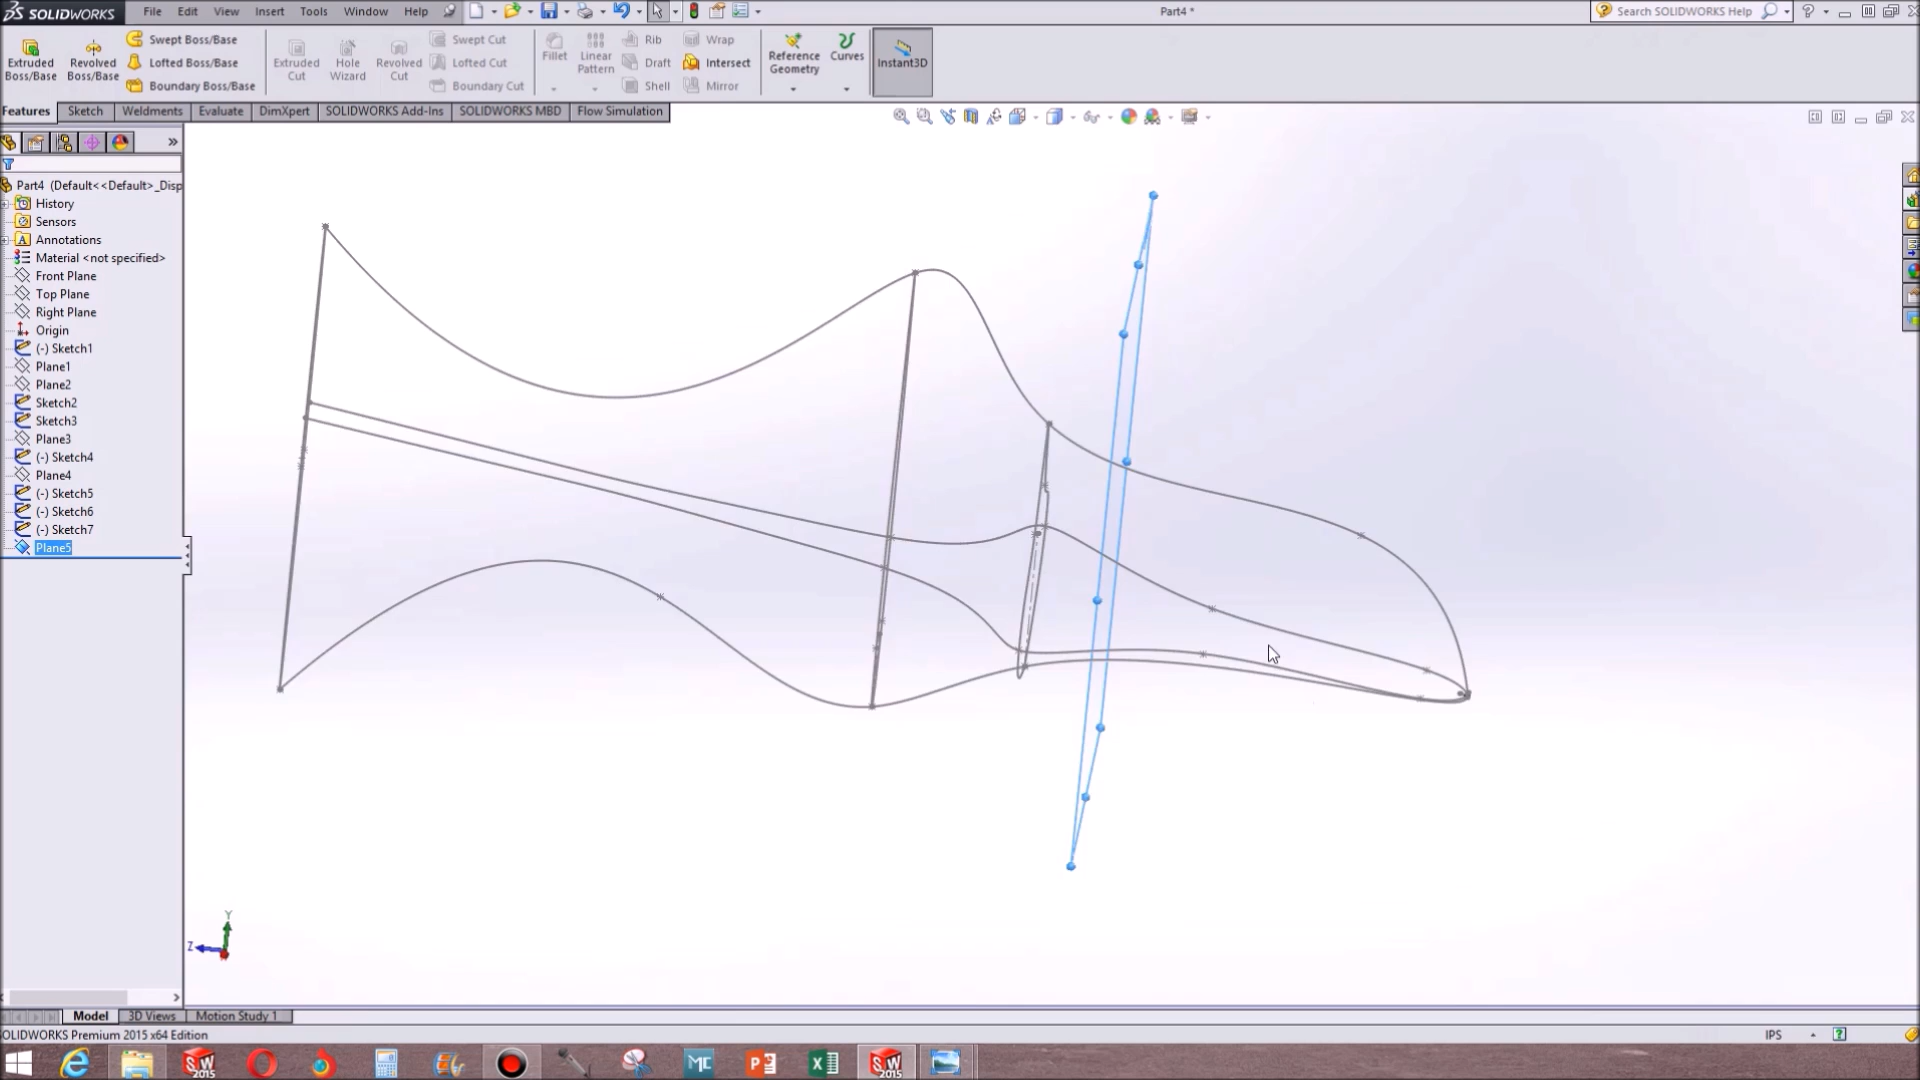 SOLIDWORKS File Edit View Insert Tools Window Help Part4 * Search SOLIDWORKS Help
Extruded Boss/Base
Revolved Boss/Base
Swept Boss/Base
Lofted Boss/Base
Boundary Boss/Base
Extruded Cut
Hole Wizard
Revolved Cut
Swept Cut
Lofted Cut
Boundary Cut
Fillet
Linear Pattern
Rib
Draft
Shell
Wrap
Intersect
Mirror
Reference Geometry
Curves
Instant3D
Features Sketch Weldments Evaluate DimXpert SOLIDWORKS Add-Ins SOLIDWORKS MBD Flow Simulation
Part4 (Default<<Default>_Disp
History
Sensors
Annotations
Material <not specified>
Front Plane
Top Plane
Right Plane
Origin
(-) Sketch1
Plane1
Plane2
Sketch2
Sketch3
Plane3
(-) Sketch4
Plane4
(-) Sketch5
(-) Sketch6
(-) Sketch7
Plane5
Y
Z
Model 3D Views Motion Study 1
SOLIDWORKS Premium 2015 x64 Edition IPS